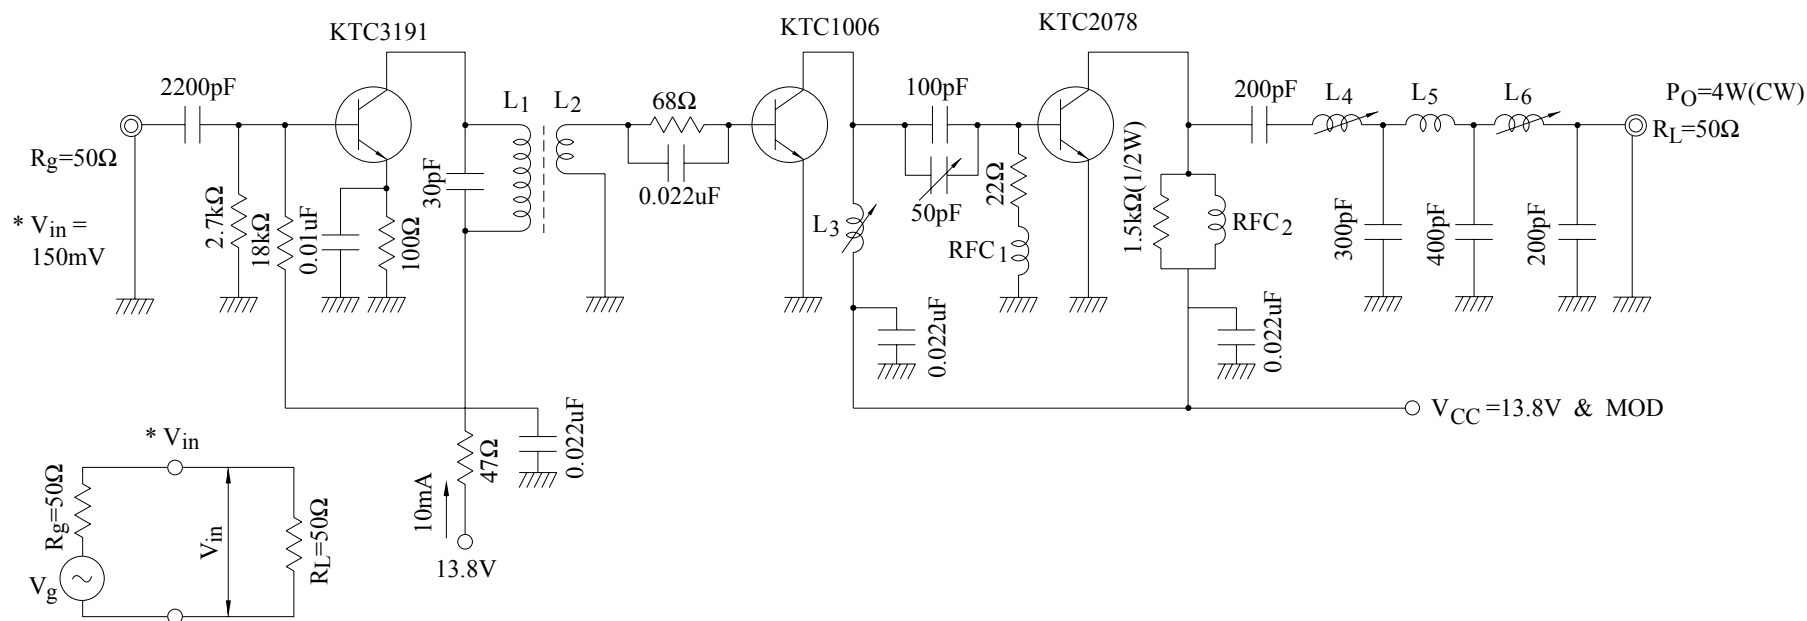 KTC3191
KTC1006
KTC2078
2200pF
L1
L2
68Ω
100pF
200pF
L4
L5
L6
PO=4W(CW)
RL=50Ω
Rg=50Ω
* Vin =
150mV
2.7kΩ
18kΩ
0.01uF
100Ω
30pF
0.022uF
L3
50pF
22Ω
RFC1
1.5kΩ(1/2W)
RFC2
300pF
400pF
200pF
0.022uF
0.022uF
VCC =13.8V & MOD
0.022uF
47Ω
10mA
13.8V
* Vin
Rg=50Ω
Vin
RL=50Ω
Vg